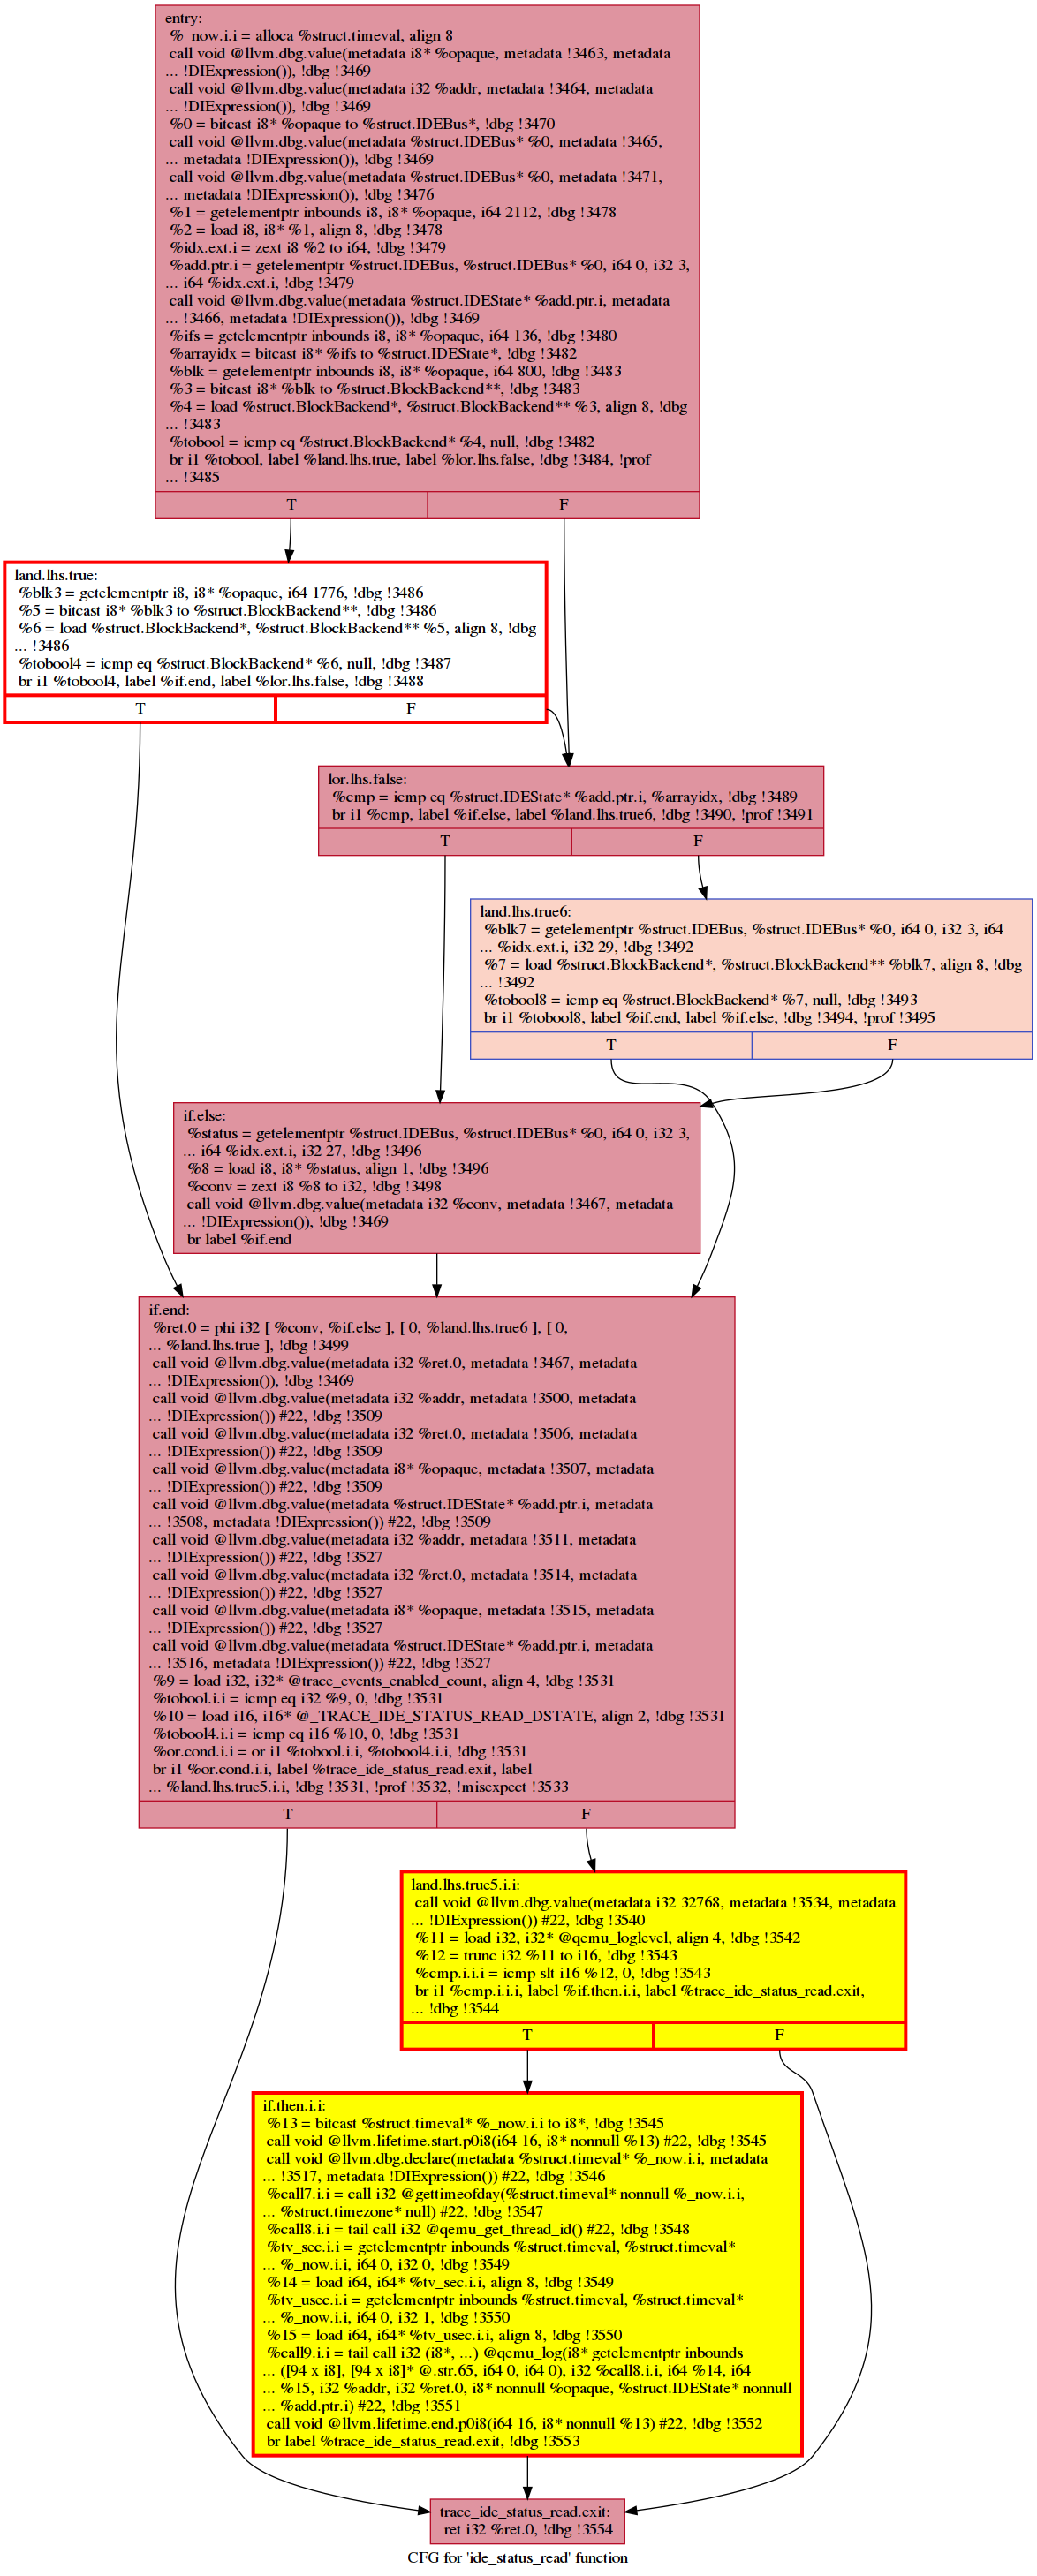 entry:
%_now.i.i = alloca %struct.timeval, align 8
call void @llvm.dbg.value(metadata i8* %opaque, metadata !3463, metadata
... !DIExpression()), !dbg !3469
call void @llvm.dbg.value(metadata i32 %addr, metadata !3464, metadata
... !DIExpression()), !dbg !3469
%0 = bitcast i8* %opaque to %struct.IDEBus*, !dbg !3470
call void @llvm.dbg.value(metadata %struct.IDEBus* %0, metadata !3465,
... metadata !DIExpression()), !dbg !3469
call void @llvm.dbg.value(metadata %struct.IDEBus* %0, metadata !3471,
... metadata !DIExpression()), !dbg !3476
%1 = getelementptr inbounds i8, i8* %opaque, i64 2112, !dbg !3478
%2 = load i8, i8* %1, align 8, !dbg !3478
%idx.ext.i = zext i8 %2 to i64, !dbg !3479
%add.ptr.i = getelementptr %struct.IDEBus, %struct.IDEBus* %0, i64 0, i32 3,
... i64 %idx.ext.i, !dbg !3479
call void @llvm.dbg.value(metadata %struct.IDEState* %add.ptr.i, metadata
... !3466, metadata !DIExpression()), !dbg !3469
%ifs = getelementptr inbounds i8, i8* %opaque, i64 136, !dbg !3480
%arrayidx = bitcast i8* %ifs to %struct.IDEState*, !dbg !3482
%blk = getelementptr inbounds i8, i8* %opaque, i64 800, !dbg !3483
%3 = bitcast i8* %blk to %struct.BlockBackend**, !dbg !3483
%4 = load %struct.BlockBackend*, %struct.BlockBackend** %3, align 8, !dbg
... !3483
%tobool = icmp eq %struct.BlockBackend* %4, null, !dbg !3482
br i1 %tobool, label %land.lhs.true, label %lor.lhs.false, !dbg !3484, !prof
... !3485
T F
land.lhs.true:
%blk3 = getelementptr i8, i8* %opaque, i64 1776, !dbg !3486
%5 = bitcast i8* %blk3 to %struct.BlockBackend**, !dbg !3486
%6 = load %struct.BlockBackend*, %struct.BlockBackend** %5, align 8, !dbg
... !3486
%tobool4 = icmp eq %struct.BlockBackend* %6, null, !dbg !3487
br i1 %tobool4, label %if.end, label %lor.lhs.false, !dbg !3488
T F
lor.lhs.false:
%cmp = icmp eq %struct.IDEState* %add.ptr.i, %arrayidx, !dbg !3489
br i1 %cmp, label %if.else, label %land.lhs.true6, !dbg !3490, !prof !3491
T F
land.lhs.true6:
%blk7 = getelementptr %struct.IDEBus, %struct.IDEBus* %0, i64 0, i32 3, i64
... %idx.ext.i, i32 29, !dbg !3492
%7 = load %struct.BlockBackend*, %struct.BlockBackend** %blk7, align 8, !dbg
... !3492
%tobool8 = icmp eq %struct.BlockBackend* %7, null, !dbg !3493
br i1 %tobool8, label %if.end, label %if.else, !dbg !3494, !prof !3495
T F
if.else:
%status = getelementptr %struct.IDEBus, %struct.IDEBus* %0, i64 0, i32 3,
... i64 %idx.ext.i, i32 27, !dbg !3496
%8 = load i8, i8* %status, align 1, !dbg !3496
%conv = zext i8 %8 to i32, !dbg !3498
call void @llvm.dbg.value(metadata i32 %conv, metadata !3467, metadata
... !DIExpression()), !dbg !3469
br label %if.end
if.end:
%ret.0 = phi i32 [ %conv, %if.else ], [ 0, %land.lhs.true6 ], [ 0,
... %land.lhs.true ], !dbg !3499
call void @llvm.dbg.value(metadata i32 %ret.0, metadata !3467, metadata
... !DIExpression()), !dbg !3469
call void @llvm.dbg.value(metadata i32 %addr, metadata !3500, metadata
... !DIExpression()) #22, !dbg !3509
call void @llvm.dbg.value(metadata i32 %ret.0, metadata !3506, metadata
... !DIExpression()) #22, !dbg !3509
call void @llvm.dbg.value(metadata i8* %opaque, metadata !3507, metadata
... !DIExpression()) #22, !dbg !3509
call void @llvm.dbg.value(metadata %struct.IDEState* %add.ptr.i, metadata
... !3508, metadata !DIExpression()) #22, !dbg !3509
call void @llvm.dbg.value(metadata i32 %addr, metadata !3511, metadata
... !DIExpression()) #22, !dbg !3527
call void @llvm.dbg.value(metadata i32 %ret.0, metadata !3514, metadata
... !DIExpression()) #22, !dbg !3527
call void @llvm.dbg.value(metadata i8* %opaque, metadata !3515, metadata
... !DIExpression()) #22, !dbg !3527
call void @llvm.dbg.value(metadata %struct.IDEState* %add.ptr.i, metadata
... !3516, metadata !DIExpression()) #22, !dbg !3527
%9 = load i32, i32* @trace_events_enabled_count, align 4, !dbg !3531
%tobool.i.i = icmp eq i32 %9, 0, !dbg !3531
%10 = load i16, i16* @_TRACE_IDE_STATUS_READ_DSTATE, align 2, !dbg !3531
%tobool4.i.i = icmp eq i16 %10, 0, !dbg !3531
%or.cond.i.i = or i1 %tobool.i.i, %tobool4.i.i, !dbg !3531
br i1 %or.cond.i.i, label %trace_ide_status_read.exit, label
... %land.lhs.true5.i.i, !dbg !3531, !prof !3532, !misexpect !3533
T F
land.lhs.true5.i.i:
call void @llvm.dbg.value(metadata i32 32768, metadata !3534, metadata
... !DIExpression()) #22, !dbg !3540
%11 = load i32, i32* @qemu_loglevel, align 4, !dbg !3542
%12 = trunc i32 %11 to i16, !dbg !3543
%cmp.i.i.i = icmp slt i16 %12, 0, !dbg !3543
br i1 %cmp.i.i.i, label %if.then.i.i, label %trace_ide_status_read.exit,
... !dbg !3544
T F
if.then.i.i:
%13 = bitcast %struct.timeval* %_now.i.i to i8*, !dbg !3545
call void @llvm.lifetime.start.p0i8(i64 16, i8* nonnull %13) #22, !dbg !3545
call void @llvm.dbg.declare(metadata %struct.timeval* %_now.i.i, metadata
... !3517, metadata !DIExpression()) #22, !dbg !3546
%call7.i.i = call i32 @gettimeofday(%struct.timeval* nonnull %_now.i.i,
... %struct.timezone* null) #22, !dbg !3547
%call8.i.i = tail call i32 @qemu_get_thread_id() #22, !dbg !3548
%tv_sec.i.i = getelementptr inbounds %struct.timeval, %struct.timeval*
... %_now.i.i, i64 0, i32 0, !dbg !3549
%14 = load i64, i64* %tv_sec.i.i, align 8, !dbg !3549
%tv_usec.i.i = getelementptr inbounds %struct.timeval, %struct.timeval*
... %_now.i.i, i64 0, i32 1, !dbg !3550
%15 = load i64, i64* %tv_usec.i.i, align 8, !dbg !3550
%call9.i.i = tail call i32 (i8*, ...) @qemu_log(i8* getelementptr inbounds
... ([94 x i8], [94 x i8]* @.str.65, i64 0, i64 0), i32 %call8.i.i, i64 %14, i64
... %15, i32 %addr, i32 %ret.0, i8* nonnull %opaque, %struct.IDEState* nonnull
... %add.ptr.i) #22, !dbg !3551
call void @llvm.lifetime.end.p0i8(i64 16, i8* nonnull %13) #22, !dbg !3552
br label %trace_ide_status_read.exit, !dbg !3553
trace_ide_status_read.exit:
ret i32 %ret.0, !dbg !3554
CFG for 'ide_status_read' function